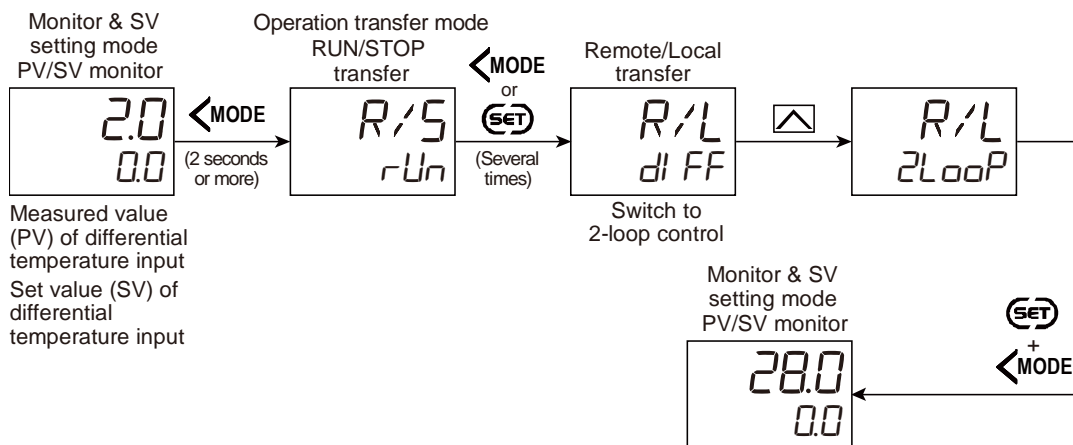 Monitor & SV
setting mode
PV/SV monitor
2.0
0.0
Measured value
(PV) of differential
temperature input
Set value (SV) of
differential
temperature input
MODE
(2 seconds
or more)
Operation transfer mode
RUN/STOP
transfer
R/S
rUn
MODE
or
SET
(Several
times)
Remote/Local
transfer
R/L
dI FF
Switch to
2-loop control
R/L
2LooP
SET
+
MODE
Monitor & SV
setting mode
PV/SV monitor
28.0
0.0